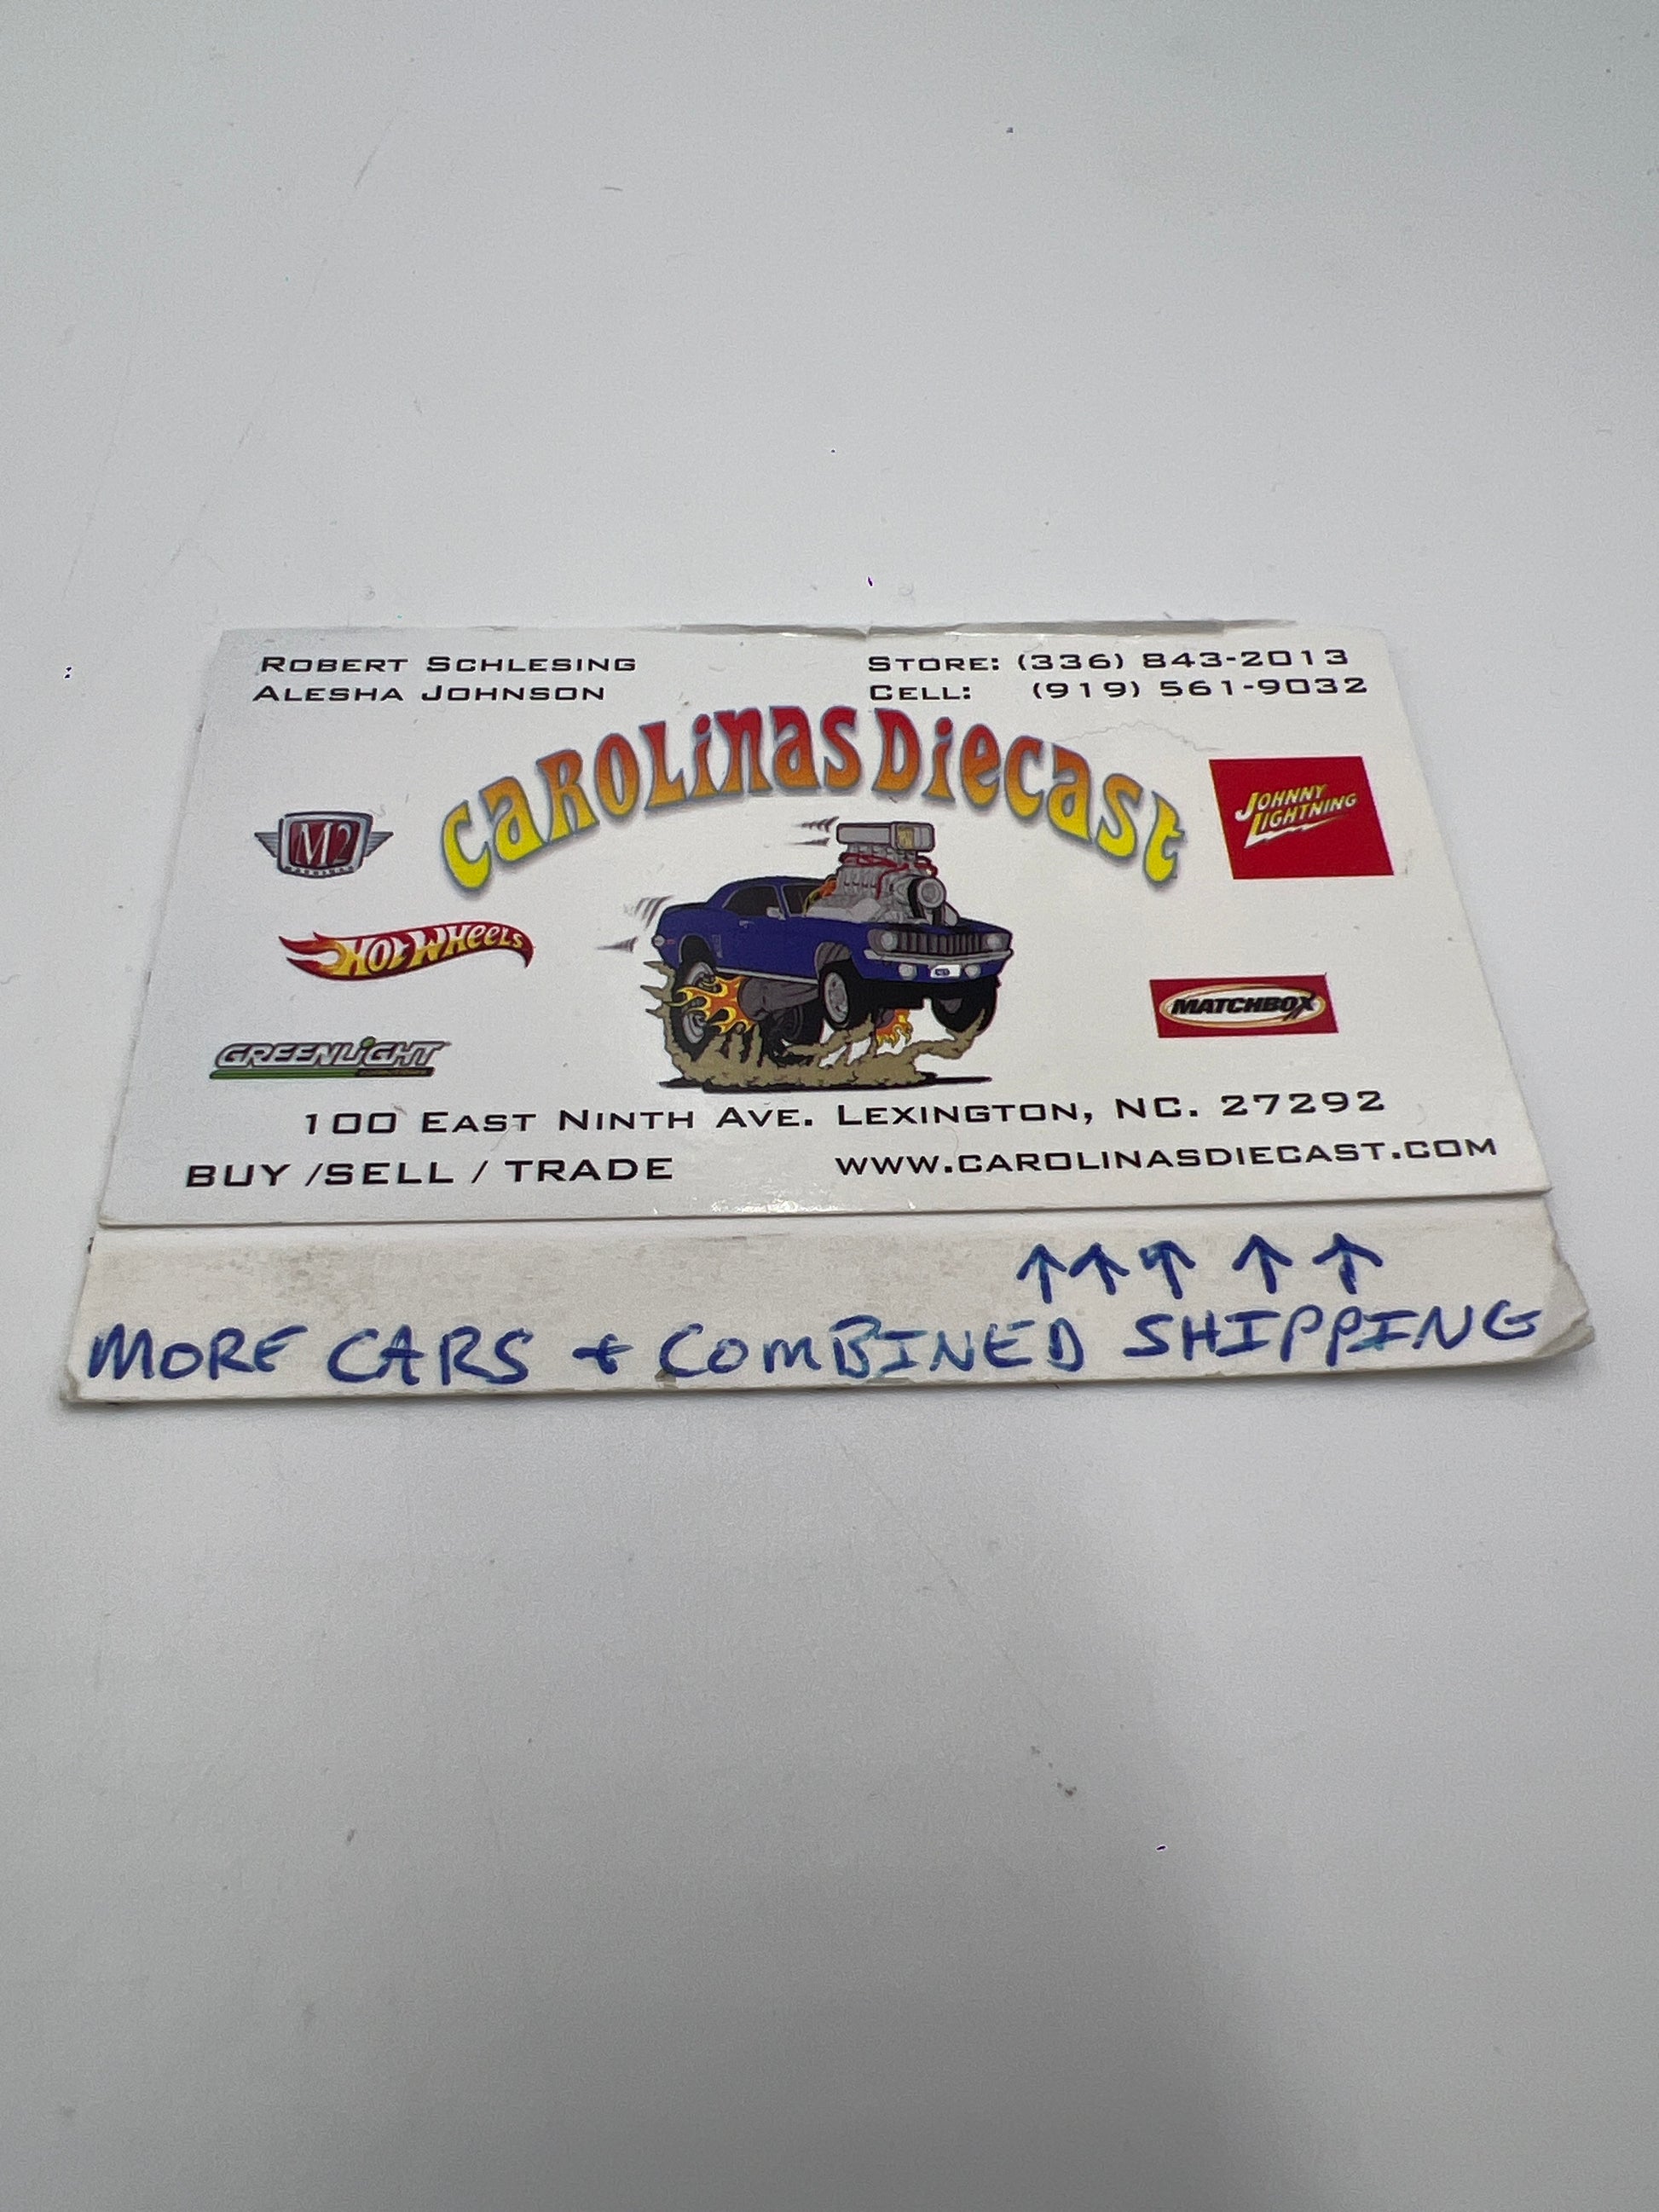 ROBERT SCHLESING
ALESHA JOHNSON
STORE: (336) 843-2013
CELL: (919) 561-9032
CAROLINAS DIECAST
M2
JOHNNY LIGHTNING
HOT WHEELS
MATCHBOX
GREENLIGHT
100 EAST NINTH AVE. LEXINGTON, NC. 27292
BUY /SELL / TRADE
WWW.CAROLINASDIECAST.COM
↑↑↑ ↑ ↑
MORE CARS + COMBINED SHIPPING